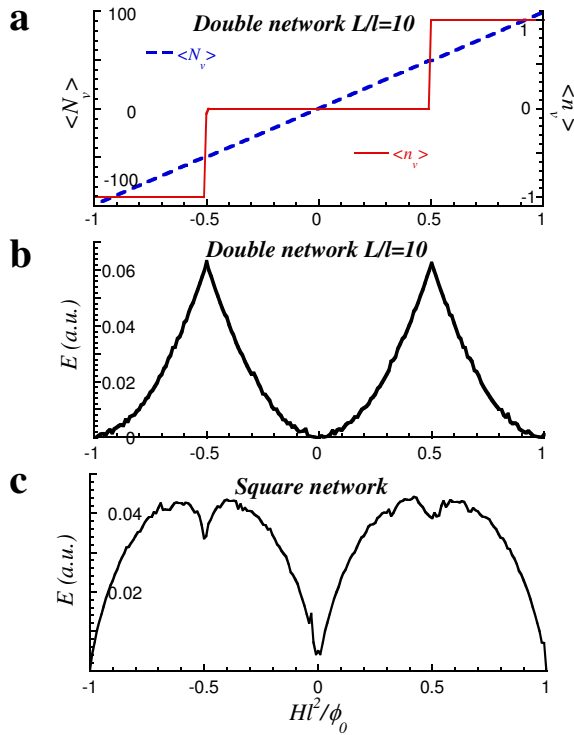 a
Double network L/l=10
100
0
-100
<N_v>
<N_v>
<n_v>
1
0
-1
<n_v>
-1
-0.5
0
0.5
1
b
Double network L/l=10
E (a.u.)
0.06
0.04
0.02
0
-1
-0.5
0
0.5
1
c
Square network
E (a.u.)
0.04
0.02
-1
-0.5
0
0.5
1
Hl²/ϕ₀